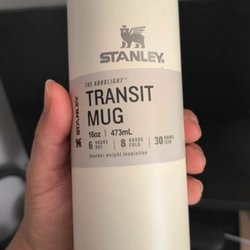 STANLEY
THE AEROLIGHT™
TRANSIT
MUG
16oz | 473mL
6 HOURS HOT | 8 HOURS COLD | 30 HOURS ICED
Feather weight insulation
STANLEY